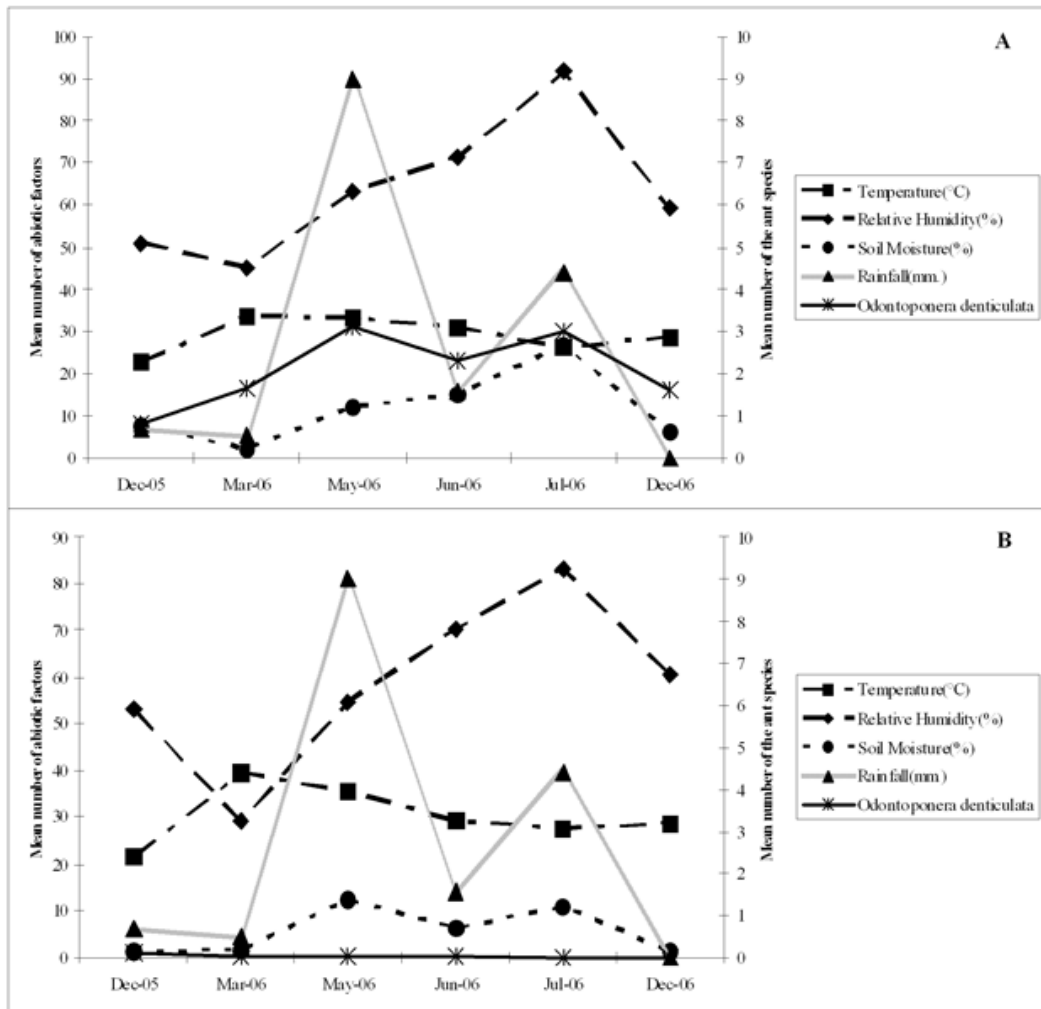 A
100
90
80
70
60
50
40
30
20
10
0
Mean number of abiotic factors
10
9
8
7
6
5
4
3
2
1
0
Mean number of the ant species
Dec-05 Mar-06 May-06 Jun-06 Jul-06 Dec-06
Temperature(°C)
Relative Humidity(%)
Soil Moisture(%)
Rainfall(mm.)
Odontoponera denticulata
B
90
80
70
60
50
40
30
20
10
0
Mean number of abiotic factors
10
9
8
7
6
5
4
3
2
1
0
Mean number of the ant species
Dec-05 Mar-06 May-06 Jun-06 Jul-06 Dec-06
Temperature(°C)
Relative Humidity(%)
Soil Moisture(%)
Rainfall(mm.)
Odontoponera denticulata